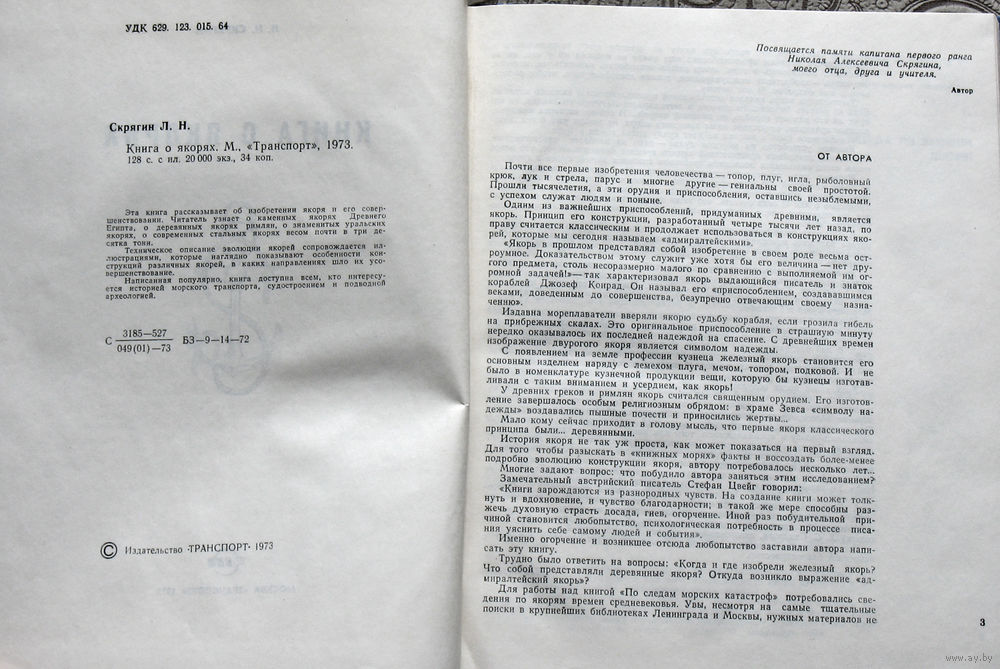 УДК 629. 123. 015. 64
Скрягин Л. Н.
Книга о якорях. М., «Транспорт», 1973.
128 с. с ил. 20 000 экз., 34 коп.
Эта книга рассказывает об изобретении якоря и его совер-
шенствовании. Читатель узнает о каменных якорях Древнего
Египта, о деревянных якорях римлян, о знаменитых уральских
якорях, о современных стальных якорях весом почти в три де-
сятка тонн.
Техническое описание эволюции якорей сопровождается ил-
люстрациями, которые наглядно показывают особенности кон-
струкций различных якорей, в каких направлениях шло их усо-
вершенствование.
Написанная популярно, книга доступна всем, кто интересу-
ется историей морского транспорта, судостроением и подводной
археологией.
С 3185—527
049(01)—73 БЗ—9—14—72
© Издательство «ТРАНСПОРТ» 1973
Посвящается памяти капитана первого ранга
Николая Алексеевича Скрягина,
моего отца, друга и учителя.
Автор
ОТ АВТОРА
Почти все первые изобретения человечества — топор, плуг, игла, рыболовный
крюк, лук и стрела, парус и многие другие — гениальны своей простотой.
Прошли тысячелетия, а эти орудия и приспособления, оставшись незыблемыми,
с успехом служат людям и поныне.
Одним из важнейших приспособлений, придуманных древними, является
якорь. Принцип его конструкции, разработанный четыре тысячи лет назад, по
праву считается классическим и продолжает использоваться в конструкциях яко-
рей, которые мы сегодня называем «адмиралтейскими».
«Якорь в прошлом представлял собой изобретение в своем роде весьма ост-
роумное. Доказательством этому служит уже хотя бы его величина — нет дру-
гого предмета, столь несоразмерно малого по сравнению с выполняемой им ог-
ромной задачей!» — так характеризовал якорь выдающийся писатель и знаток
кораблей Джозеф Конрад. Он называл его «приспособлением, создававшимся
веками, доведенным до совершенства, безупречно отвечающим своему назна-
чению».
Издавна мореплаватели вверяли якорю судьбу корабля, если грозила гибель
на прибрежных скалах. Это оригинальное приспособление в страшную минуту
нередко оказывалось их последней надеждой на спасение. С древнейших времен
изображение двурогого якоря является символом надежды.
С появлением на земле профессии кузнеца железный якорь становится его
основным изделием наряду с лемехом плуга, мечом, топором, подковой. И не
было в номенклатуре кузнечной продукции вещи, которую бы кузнецы изготав-
ливали с таким вниманием и усердием, как якорь!
У древних греков и римлян якорь считался священным орудием. Его изготов-
ление завершалось особым религиозным обрядом: в храме Зевса «символу на-
дежды» воздавались пышные почести и приносились жертвы...
Мало кому сейчас приходит в голову мысль, что первые якоря классического
принципа были... деревянными.
История якоря не так уж проста, как может показаться на первый взгляд.
Для того чтобы разыскать в «книжных морях» факты и воссоздать более-менее
подробно эволюцию конструкции якоря, автору потребовалось несколько лет...
Многие задают вопрос: что побудило автора заняться этим исследованием?
Замечательный австрийский писатель Стефан Цвейг говорил:
«Книги зарождаются из разнородных чувств. На создание книги может толк-
нуть и вдохновение, и чувство благодарности; в такой же мере способны раз-
жечь духовную страсть досада, гнев, огорчение. Иной раз побудительной при-
чиной становится любопытство, психологическая потребность в процессе писа-
ния уяснить себе самому людей и события».
Именно огорчение и возникшее отсюда любопытство заставили автора напи-
сать эту книгу.
Трудно было ответить на вопросы: «Когда и где изобрели железный якорь?
Что собой представляли деревянные якоря? Откуда возникло выражение «ад-
миралтейский якорь»?
Для работы над книгой «По следам морских катастроф» потребовались све-
дения по якорям времен средневековья. Увы, несмотря на самые тщательные
поиски в крупнейших библиотеках Ленинграда и Москвы, нужных материалов не
3
www.ay.by